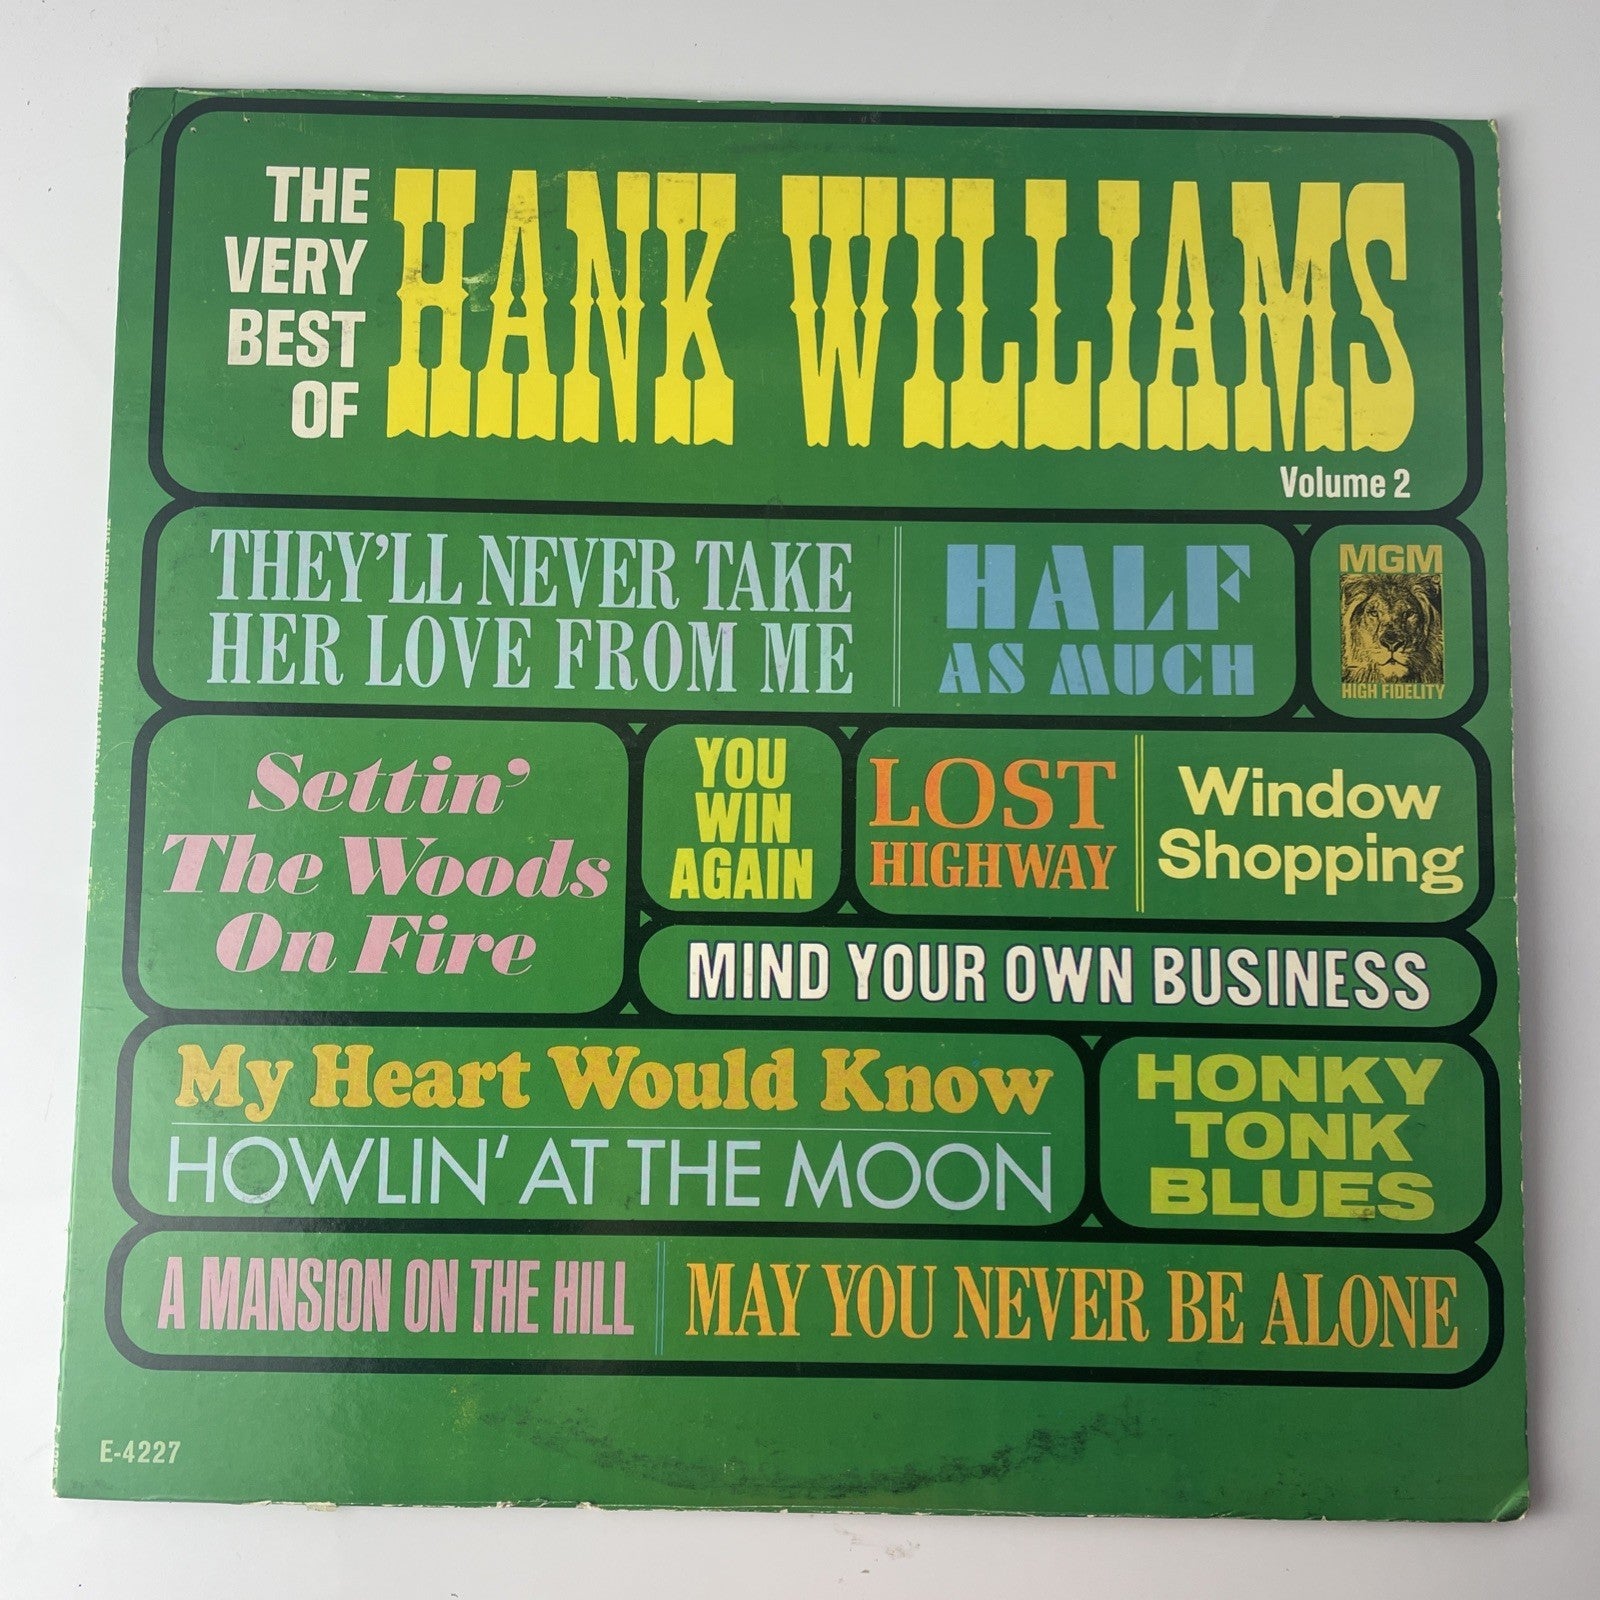 THE
VERY
BEST
OF
HANK WILLIAMS
Volume 2
THEY'LL NEVER TAKE
HER LOVE FROM ME
HALF
AS MUCH
MGM
HIGH FIDELITY
Settin'
The Woods
On Fire
YOU
WIN
AGAIN
LOST
HIGHWAY
Window
Shopping
MIND YOUR OWN BUSINESS
My Heart Would Know
HOWLIN' AT THE MOON
HONKY
TONK
BLUES
A MANSION ON THE HILL
MAY YOU NEVER BE ALONE
E-4227